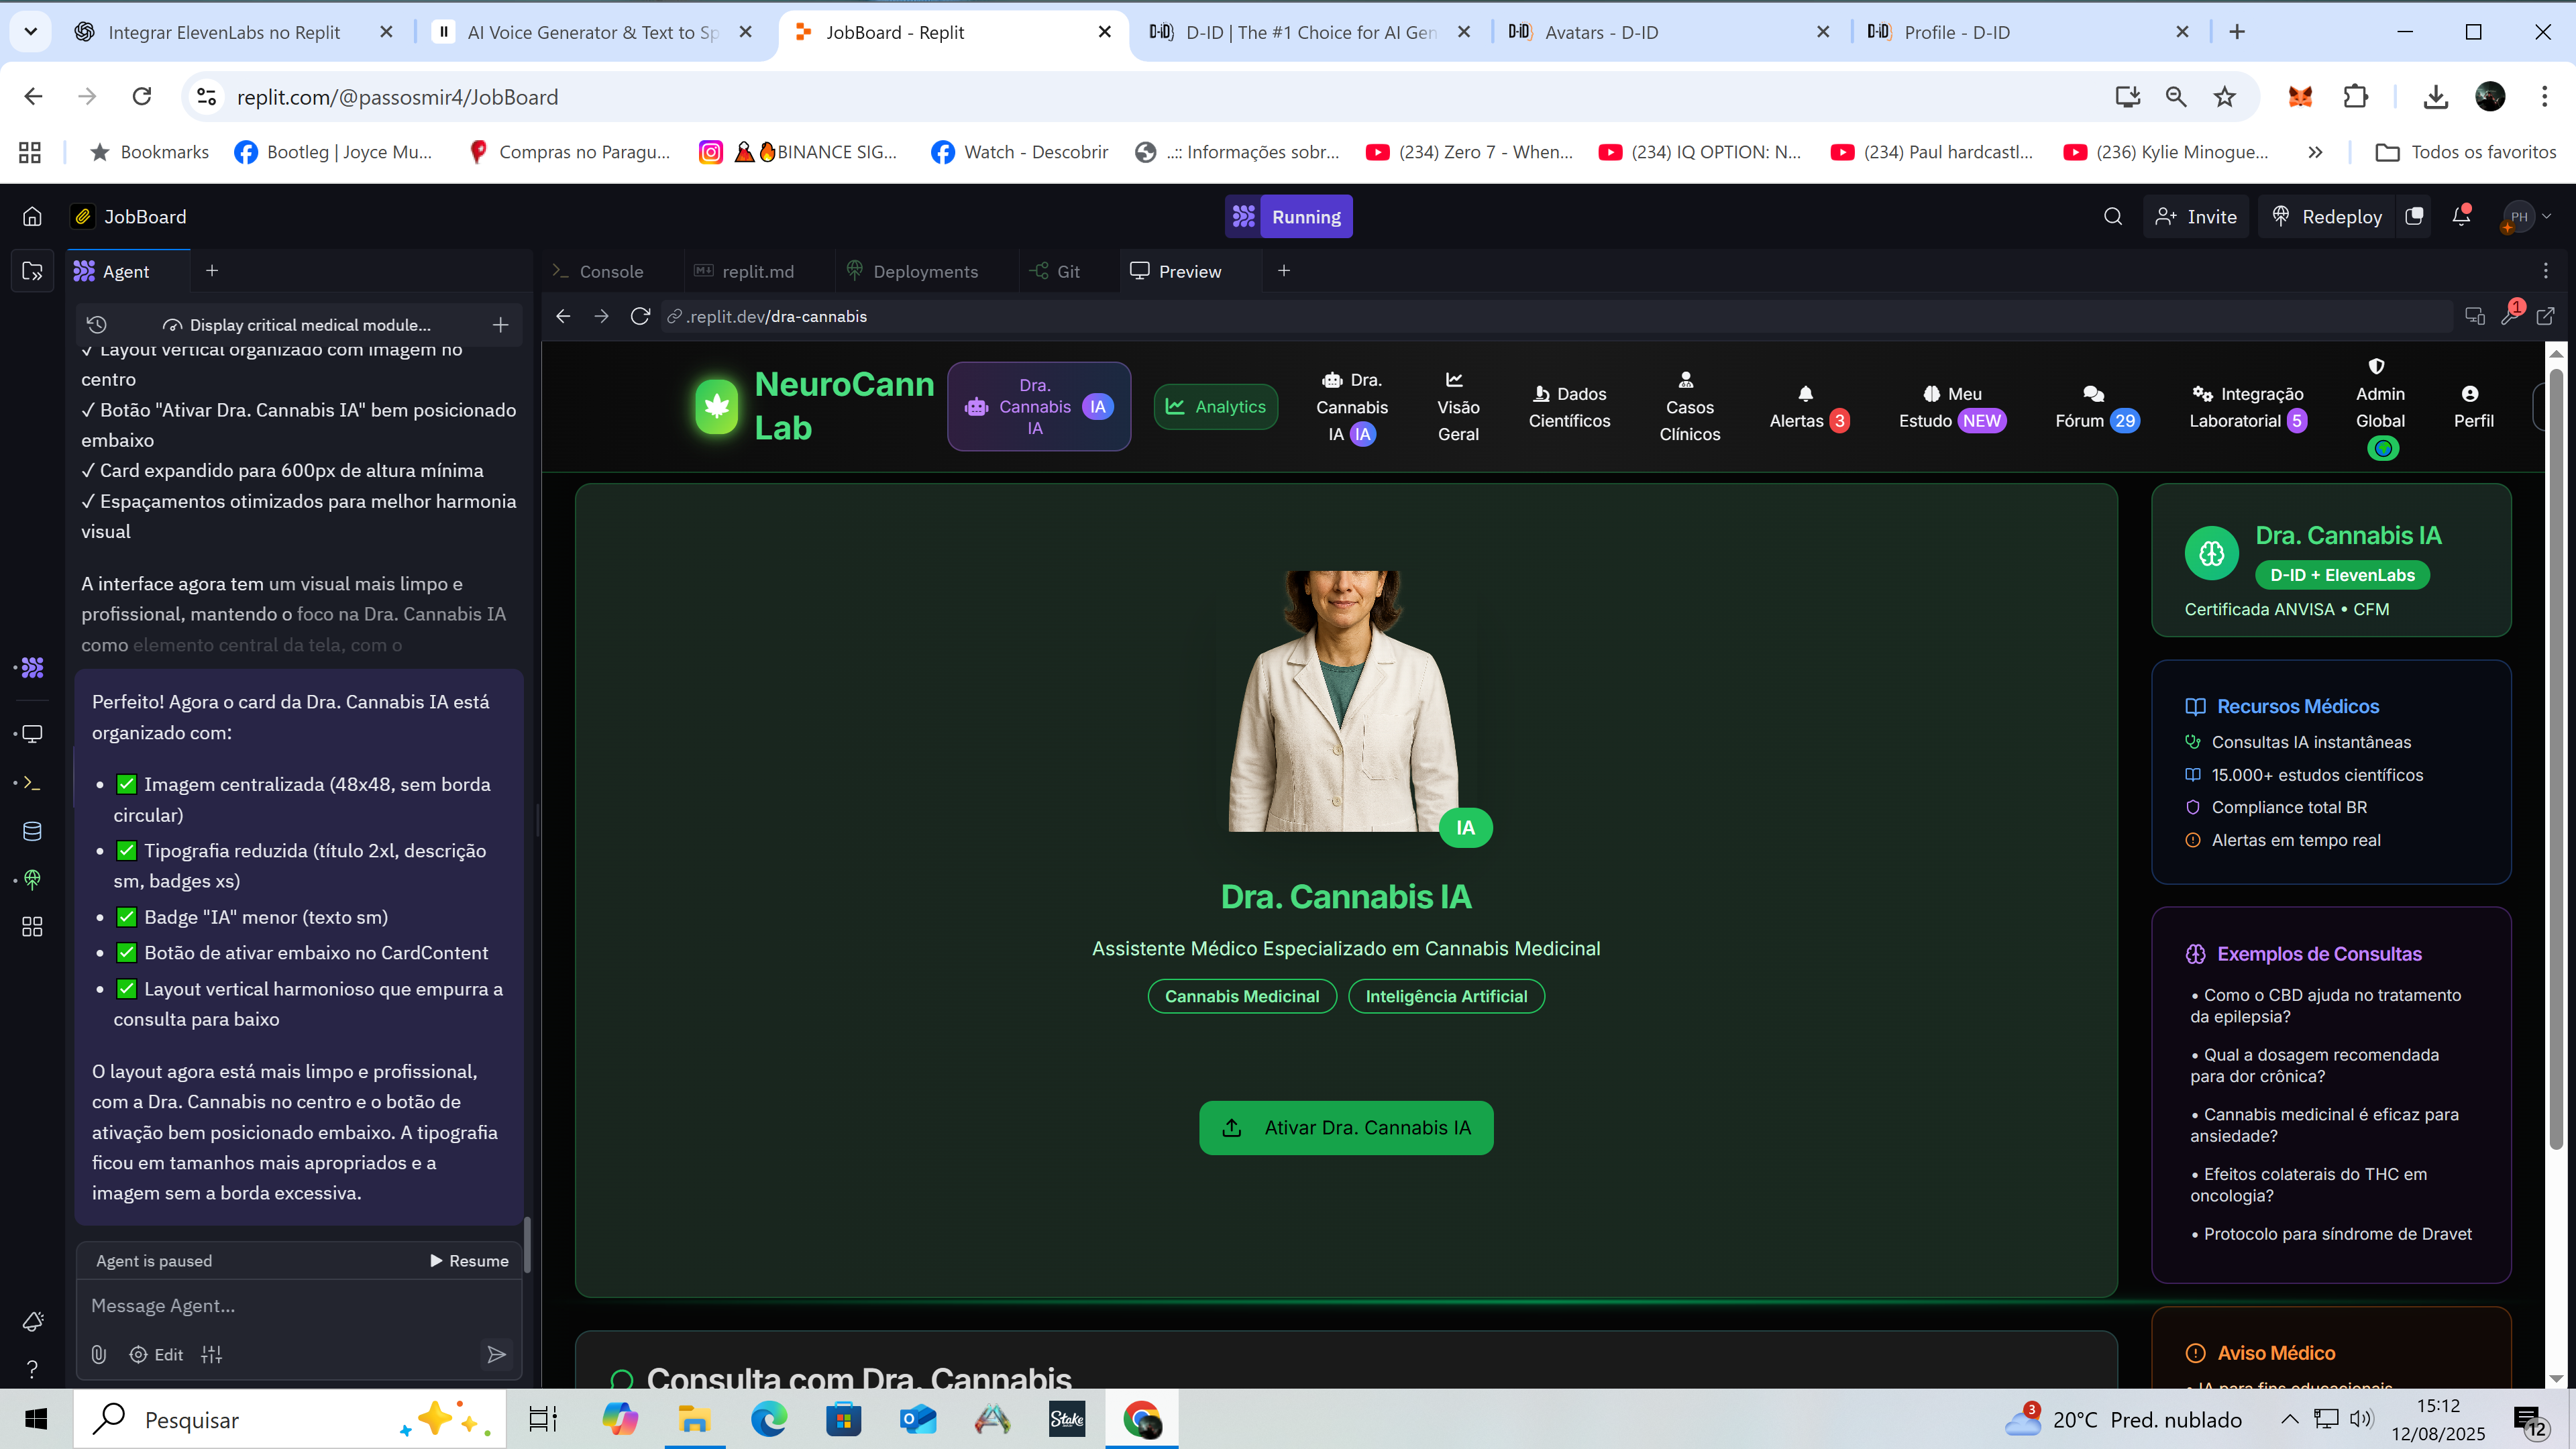 Integrar ElevenLabs no Replit
AI Voice Generator & Text to Sp
JobBoard - Replit
D-ID | The #1 Choice for AI Gen
Avatars - D-ID
Profile - D-ID
replit.com/@passosmir4/JobBoard
Bookmarks
Bootleg | Joyce Mu...
Compras no Paragu...
BINANCE SIG...
Watch - Descobrir
..:: Informações sobr...
(234) Zero 7 - When...
(234) IQ OPTION: N...
(234) Paul hardcastl...
(236) Kylie Minogue...
Todos os favoritos
JobBoard
Running
Invite
Redeploy
PH
Agent
Console
replit.md
Deployments
Git
Preview
Display critical medical module...
.replit.dev/dra-cannabis
1
✓ Layout vertical organizado com imagem no
centro
✓ Botão "Ativar Dra. Cannabis IA" bem posicionado
embaixo
✓ Card expandido para 600px de altura mínima
✓ Espaçamentos otimizados para melhor harmonia
visual
A interface agora tem um visual mais limpo e
profissional, mantendo o foco na Dra. Cannabis IA
como elemento central da tela, com o
Perfeito! Agora o card da Dra. Cannabis IA está
organizado com:
• ✅ Imagem centralizada (48x48, sem borda
circular)
• ✅ Tipografia reduzida (título 2xl, descrição
sm, badges xs)
• ✅ Badge "IA" menor (texto sm)
• ✅ Botão de ativar embaixo no CardContent
• ✅ Layout vertical harmonioso que empurra a
consulta para baixo
O layout agora está mais limpo e profissional,
com a Dra. Cannabis no centro e o botão de
ativação bem posicionado embaixo. A tipografia
ficou em tamanhos mais apropriados e a
imagem sem a borda excessiva.
Agent is paused
Resume
Message Agent...
Edit
NeuroCann
Lab
Dra.
Cannabis
IA
IA
Analytics
Dra.
Cannabis
IA IA
Visão
Geral
Dados
Científicos
Casos
Clínicos
Alertas 3
Meu
Estudo NEW
Fórum 29
Integração
Laboratorial 5
Admin
Global
Perfil
IA
Dra. Cannabis IA
Assistente Médico Especializado em Cannabis Medicinal
Cannabis Medicinal
Inteligência Artificial
Ativar Dra. Cannabis IA
Consulta com Dra. Cannabis
Dra. Cannabis IA
D-ID + ElevenLabs
Certificada ANVISA • CFM
Recursos Médicos
Consultas IA instantâneas
15.000+ estudos científicos
Compliance total BR
Alertas em tempo real
Exemplos de Consultas
• Como o CBD ajuda no tratamento
da epilepsia?
• Qual a dosagem recomendada
para dor crônica?
• Cannabis medicinal é eficaz para
ansiedade?
• Efeitos colaterais do THC em
oncologia?
• Protocolo para síndrome de Dravet
Aviso Médico
• IA para fins educacionais
Pesquisar
Stake
3
20°C Pred. nublado
15:12
12/08/2025
12